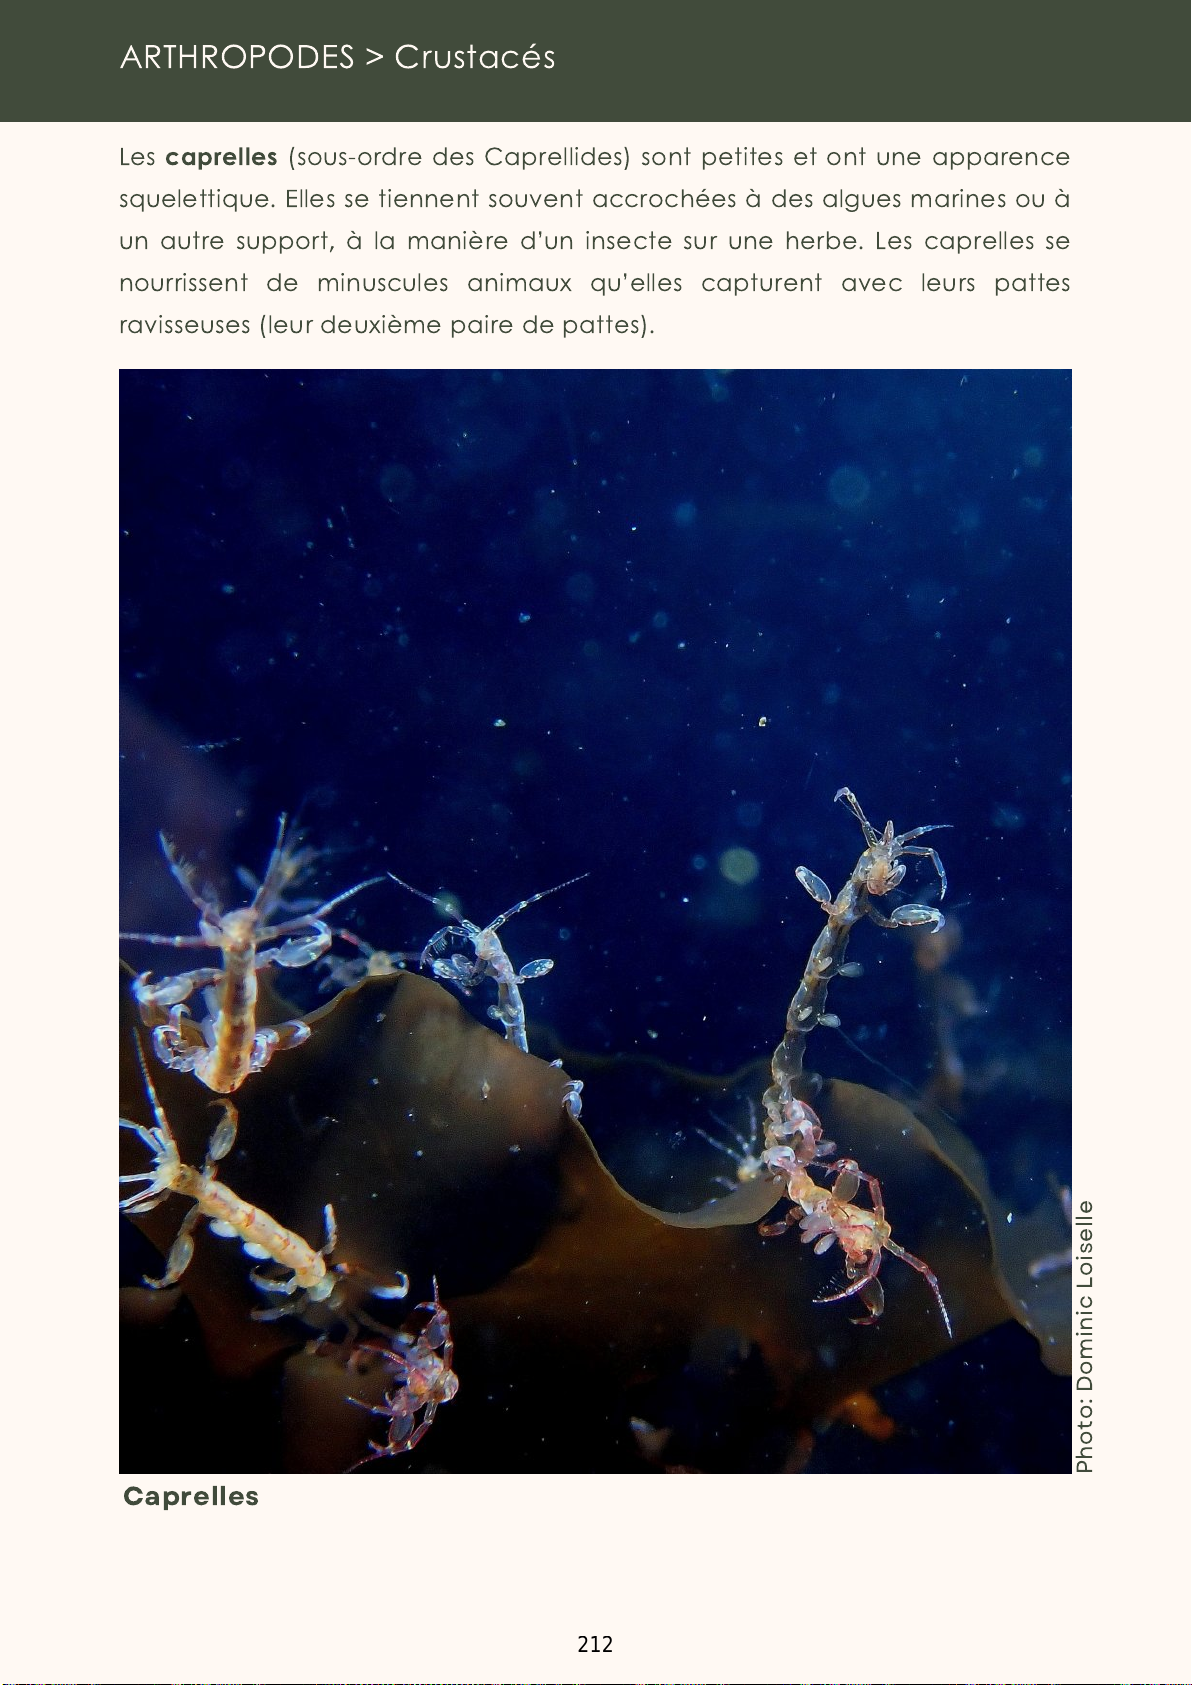 ARTHROPODES > Crustacés
Les caprelles (sous-ordre des Caprellides) sont petites et ont une apparence
squelettique. Elles se tiennent souvent accrochées à des algues marines ou à
un autre support, à la manière d’un insecte sur une herbe. Les caprelles se
nourrissent de minuscules animaux qu’elles capturent avec leurs pattes
ravisseuses (leur deuxième paire de pattes).
Photo: Dominic Loiselle
Caprelles
212